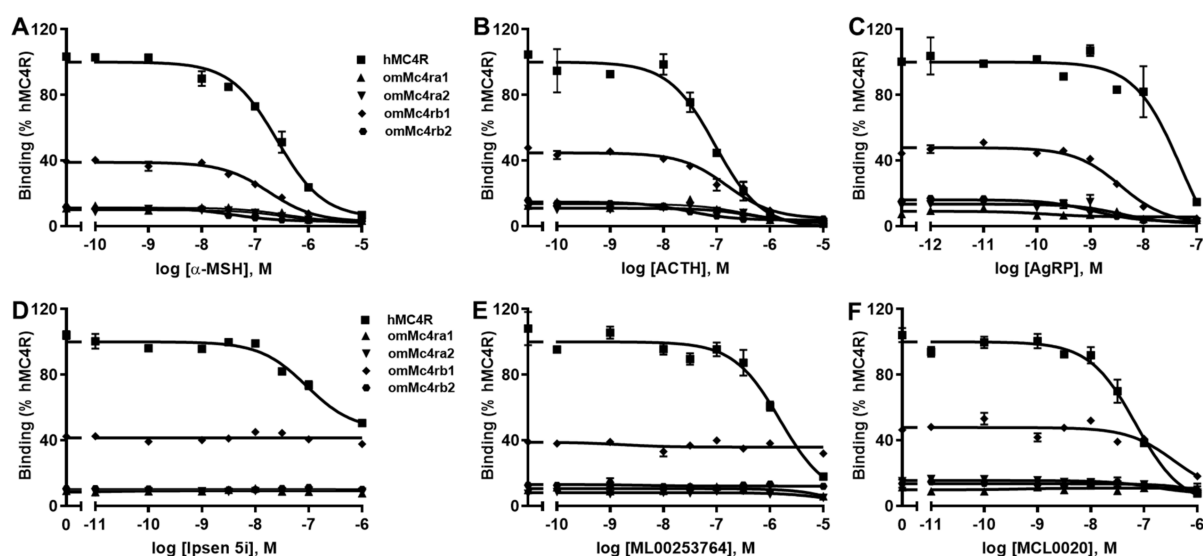 A
Binding (% hMC4R)
120
80
40
0
-10 -9 -8 -7 -6 -5
log [α-MSH], M
hMC4R
omMc4ra1
omMc4ra2
omMc4rb1
omMc4rb2
B
Binding (% hMC4R)
120
80
40
0
-10 -9 -8 -7 -6 -5
log [ACTH], M
C
Binding (% hMC4R)
120
80
40
0
-12 -11 -10 -9 -8 -7
log [AgRP], M
D
Binding (% hMC4R)
120
80
40
0
0 -11 -10 -9 -8 -7 -6
log [Ipsen 5i], M
hMC4R
omMc4ra1
omMc4ra2
omMc4rb1
omMc4rb2
E
Binding (% hMC4R)
120
80
40
0
-10 -9 -8 -7 -6 -5
log [ML00253764], M
F
Binding (% hMC4R)
120
80
40
0
0 -11 -10 -9 -8 -7 -6
log [MCL0020], M